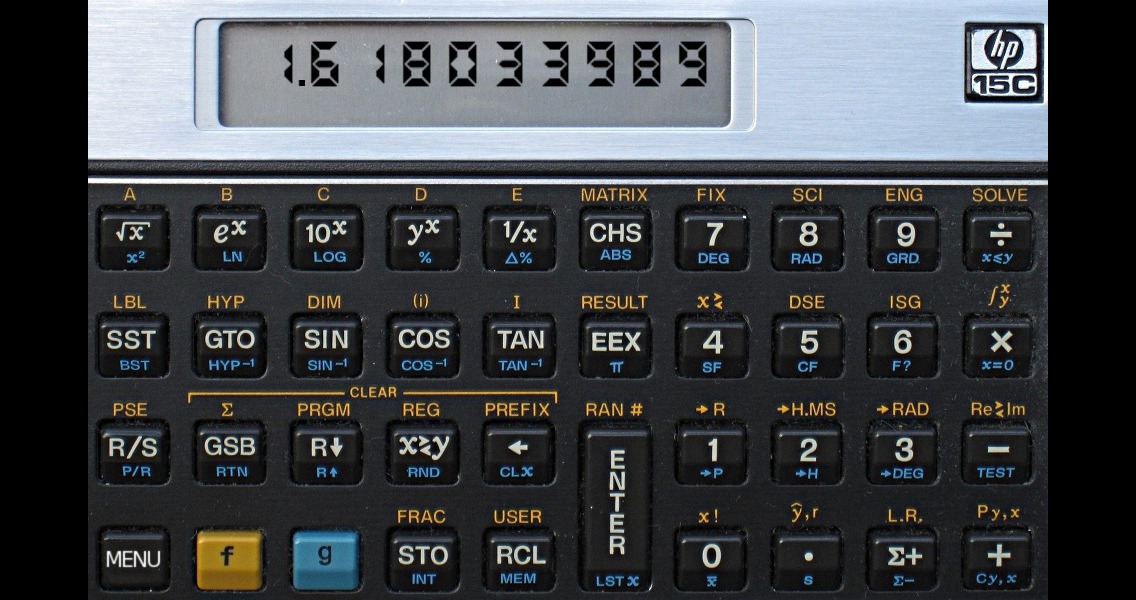 1.618033989
hp
15C
A B C D E MATRIX FIX SCI ENG SOLVE
√x e^x 10^x y^x 1/x CHS 7 8 9 ÷
x² LN LOG % Δ% ABS DEG RAD GRD x≤y
LBL HYP DIM (i) I RESULT x≷ DSE ISG ∫xy
SST GTO SIN COS TAN EEX 4 5 6 ×
BST HYP⁻¹ SIN⁻¹ COS⁻¹ TAN⁻¹ π SF CF F? x=0
CLEAR
PSE Σ PRGM REG PREFIX RAN # →R →H.MS →RAD Re≷Im
R/S GSB R↓ x≷y ← ENTER 1 2 3 −
P/R RTN R↑ RND CLx →P →H →DEG TEST
FRAC USER x! ŷ,r L.R. Py,x
MENU f g STO RCL 0 · Σ+ +
INT MEM LSTx x̅ s Σ− Cy,x